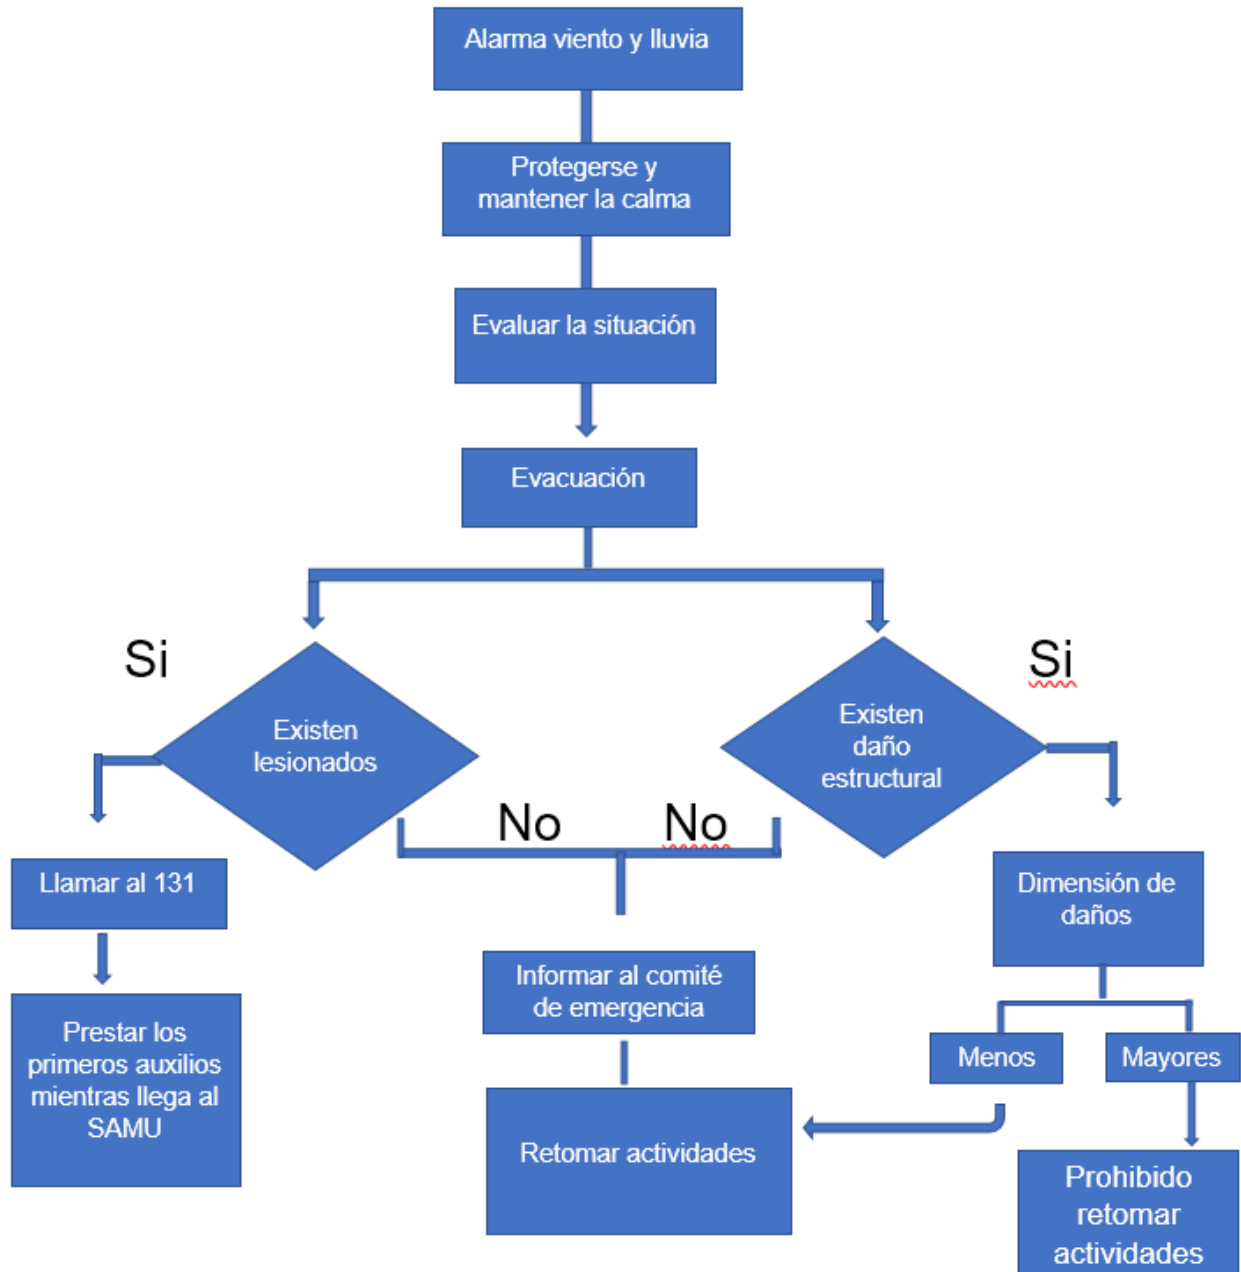 Alarma viento y lluvia
Protegerse y
mantener la calma
Evaluar la situación
Evacuación
Si
Si
Existen
lesionados
Existen
daño
estructural
No
No
Llamar al 131
Dimensión de
daños
Informar al comité
de emergencia
Prestar los
primeros auxilios
mientras llega al
SAMU
Menos
Mayores
Retomar actividades
Prohibido
retomar
actividades